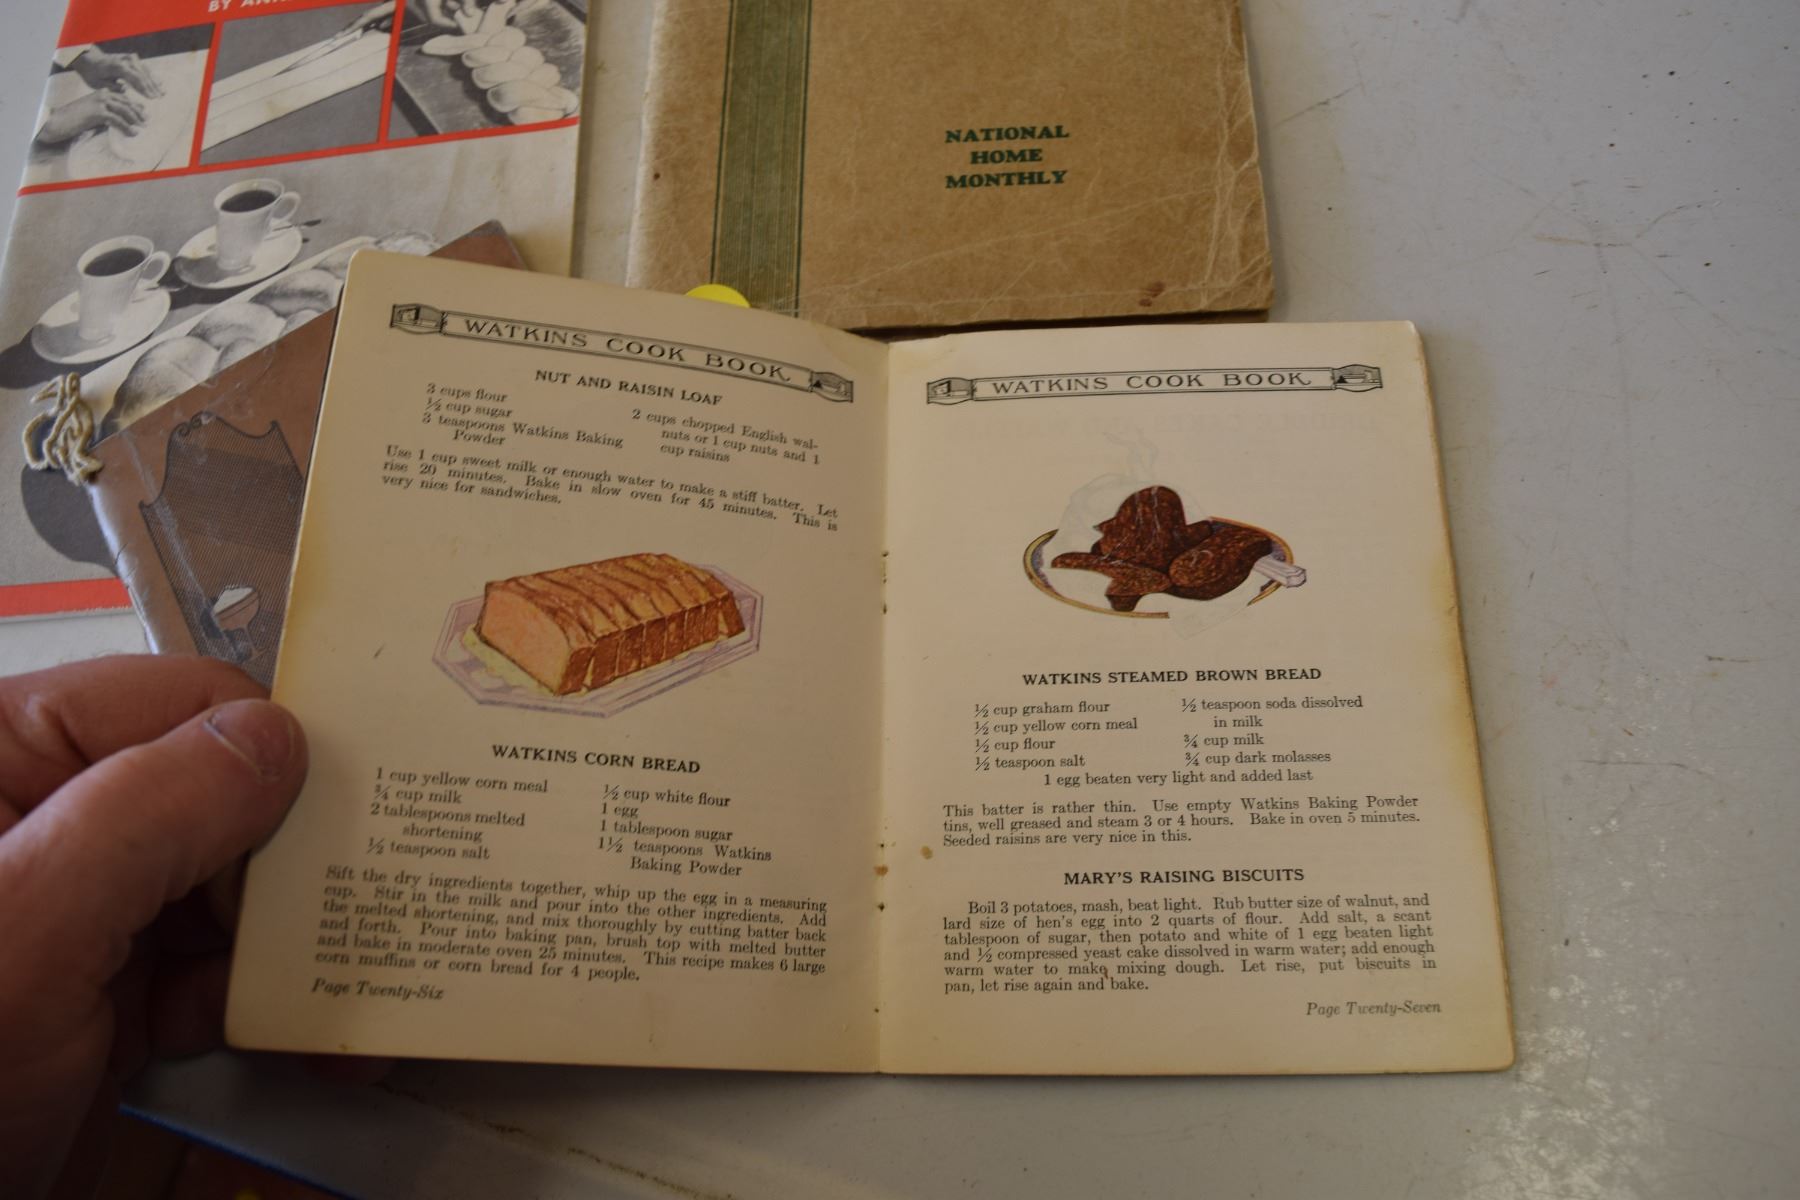 BY
NATIONAL
HOME
MONTHLY
WATKINS COOK BOOK
NUT AND RAISIN LOAF
3 cups flour
½ cup sugar
3 teaspoons Watkins Baking
Powder
2 cups chopped English wal-
nuts or 1 cup nuts and 1
cup raisins
Use 1 cup sweet milk or enough water to make a stiff batter. Let
rise 20 minutes. Bake in slow oven for 45 minutes. This is
very nice for sandwiches.
WATKINS CORN BREAD
1 cup yellow corn meal
¾ cup milk
2 tablespoons melted
shortening
½ teaspoon salt
½ cup white flour
1 egg
1 tablespoon sugar
1½ teaspoons Watkins
Baking Powder
Sift the dry ingredients together, whip up the egg in a measuring
cup. Stir in the milk and pour into the other ingredients. Add
the melted shortening, and mix thoroughly by cutting batter back
and forth. Pour into baking pan, brush top with melted butter
and bake in moderate oven 25 minutes. This recipe makes 6 large
corn muffins or corn bread for 4 people.
Page Twenty-Six
WATKINS COOK BOOK
WATKINS STEAMED BROWN BREAD
½ cup graham flour
½ cup yellow corn meal
½ cup flour
½ teaspoon salt
½ teaspoon soda dissolved
in milk
¾ cup milk
¾ cup dark molasses
1 egg beaten very light and added last
This batter is rather thin. Use empty Watkins Baking Powder
tins, well greased and steam 3 or 4 hours. Bake in oven 5 minutes.
Seeded raisins are very nice in this.
MARY'S RAISING BISCUITS
Boil 3 potatoes, mash, beat light. Rub butter size of walnut, and
lard size of hen's egg into 2 quarts of flour. Add salt, a scant
tablespoon of sugar, then potato and white of 1 egg beaten light
and ½ compressed yeast cake dissolved in warm water; add enough
warm water to make mixing dough. Let rise, put biscuits in
pan, let rise again and bake.
Page Twenty-Seven